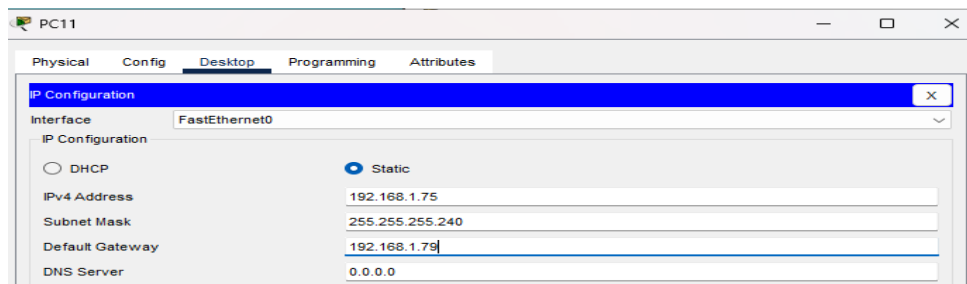 PC11
Physical Config Desktop Programming Attributes
IP Configuration X
Interface FastEthernet0
IP Configuration
DHCP Static
IPv4 Address 192.168.1.75
Subnet Mask 255.255.255.240
Default Gateway 192.168.1.79
DNS Server 0.0.0.0